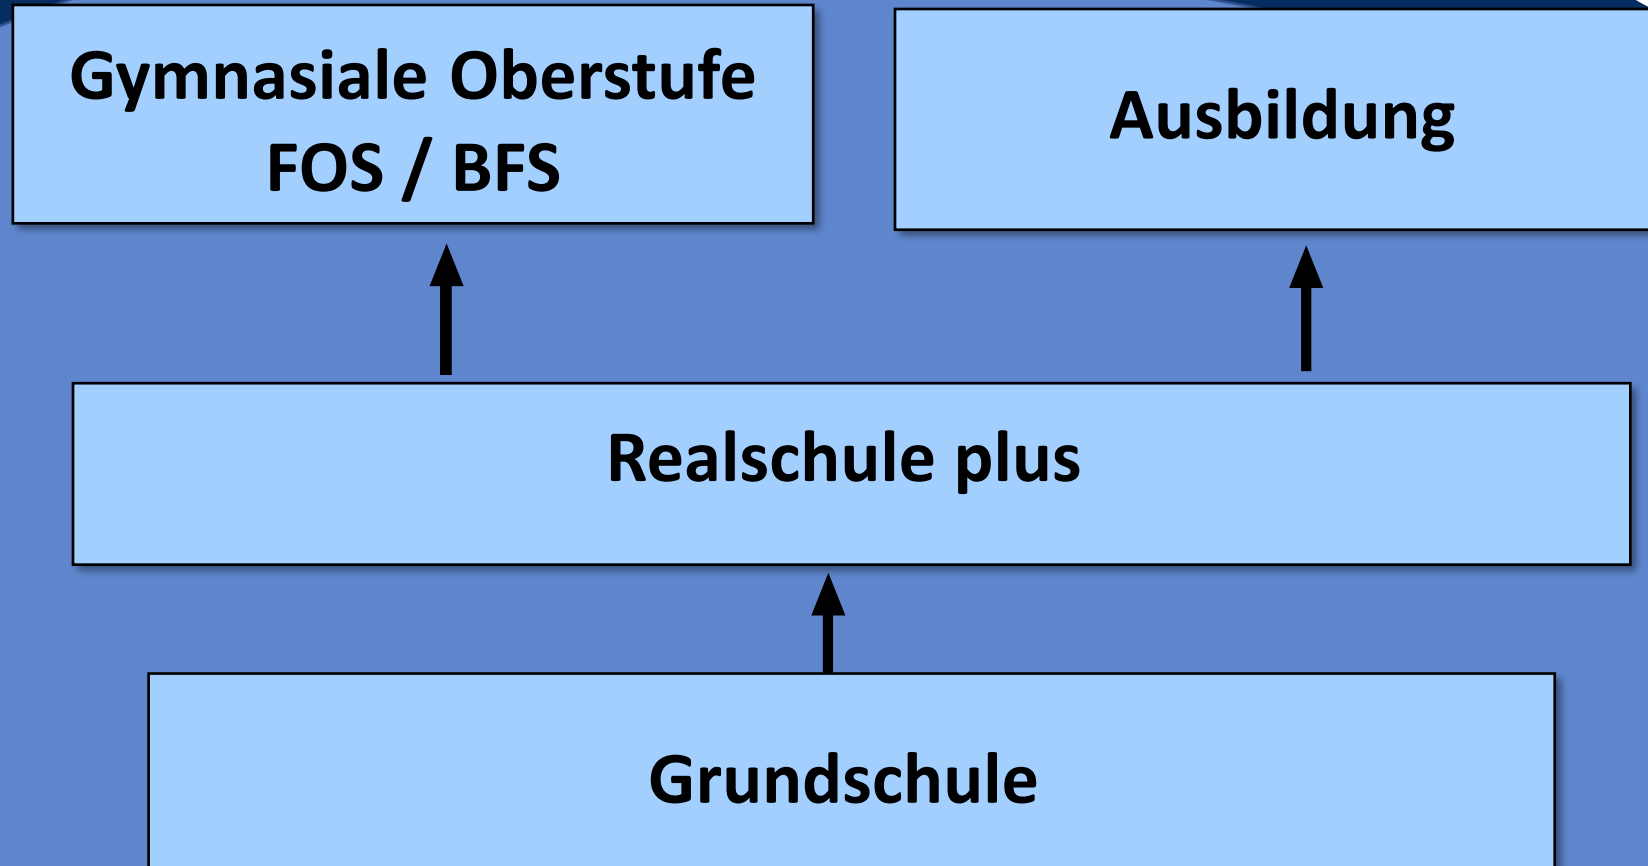 Gymnasiale Oberstufe
FOS / BFS
Ausbildung
Realschule plus
Grundschule